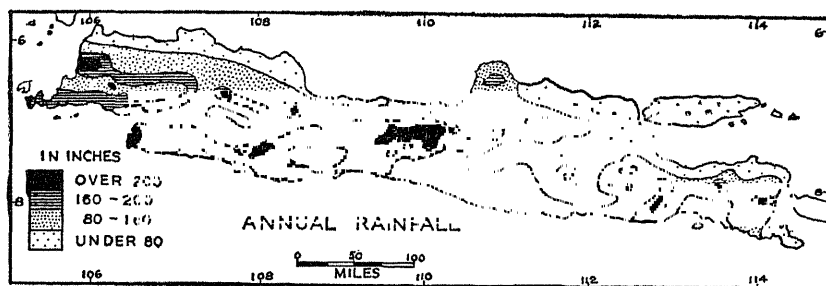 106 108 110 112 114
6 6
IN INCHES
OVER 200
160-200
80-160
UNDER 80
8 8
ANNUAL RAINFALL
0 50 100
MILES
106 108 110 112 114